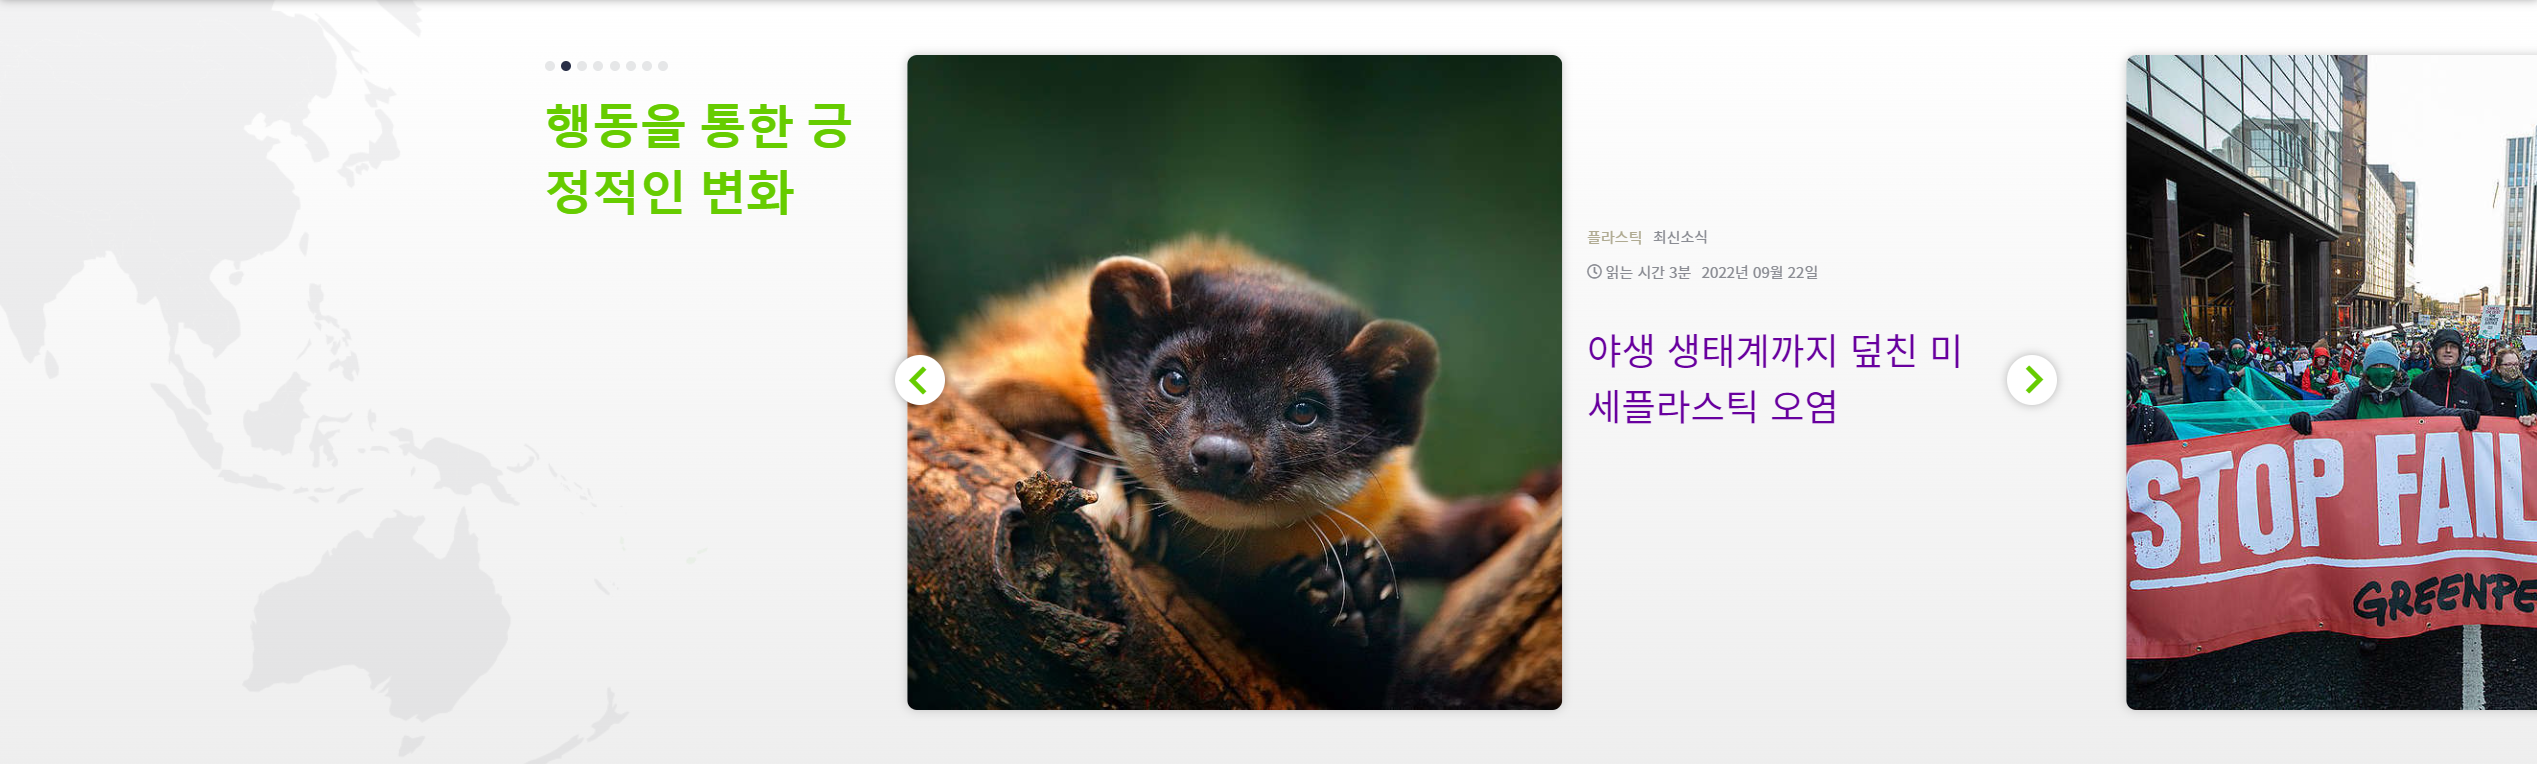 행동을 통한 긍
정적인 변화
플라스틱 최신소식
읽는 시간 3분 2022년 09월 22일
야생 생태계까지 덮친 미
세플라스틱 오염
STOP FAIL
GREENPE